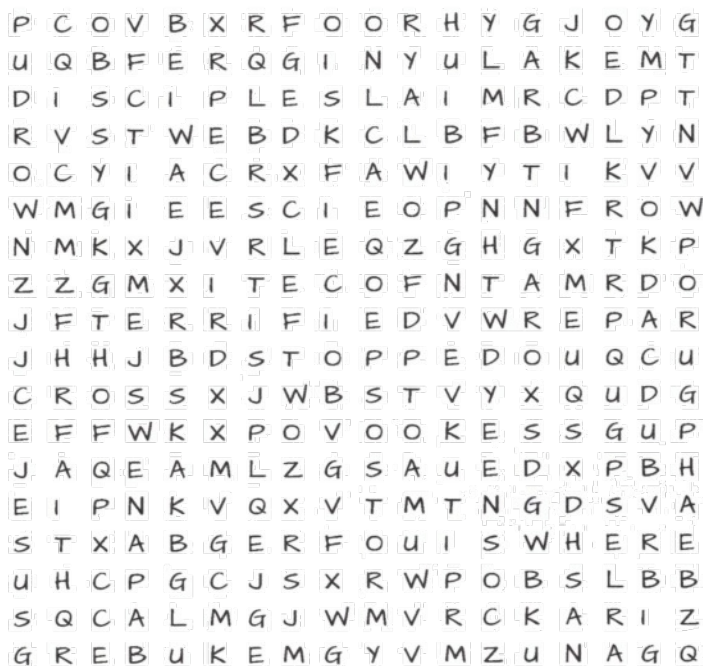 P C O V B X R F O O R H Y G J O Y G
U Q B F E R Q G I N Y U L A K E M T
D I S C I P L E S L A I M R C D P T
R V S T W E B D K C L B F B W L Y N
O C Y I A C R X F A W I Y T I K V V
W M G I E E S C I E O P N N F R O W
N M K X J V R L E Q Z G H G X T K P
Z Z G M X I T E C O F N T A M R D O
J F T E R R I F I E D V W R E P A R
J H H J B D S T O P P E D O U Q C U
C R O S S X J W B S T V Y X Q U D G
E F F W K X P O V O O K E S S G U P
J A Q E A M L Z G S A U E D X P B H
E I P N K V Q X V T M T N G D S V A
S T X A B G E R F O U I S W H E R E
U H C P G C J S X R W P O B S L B B
S Q C A L M G J W M V R C K A R I Z
G R E B U K E M G Y V M Z U N A G Q